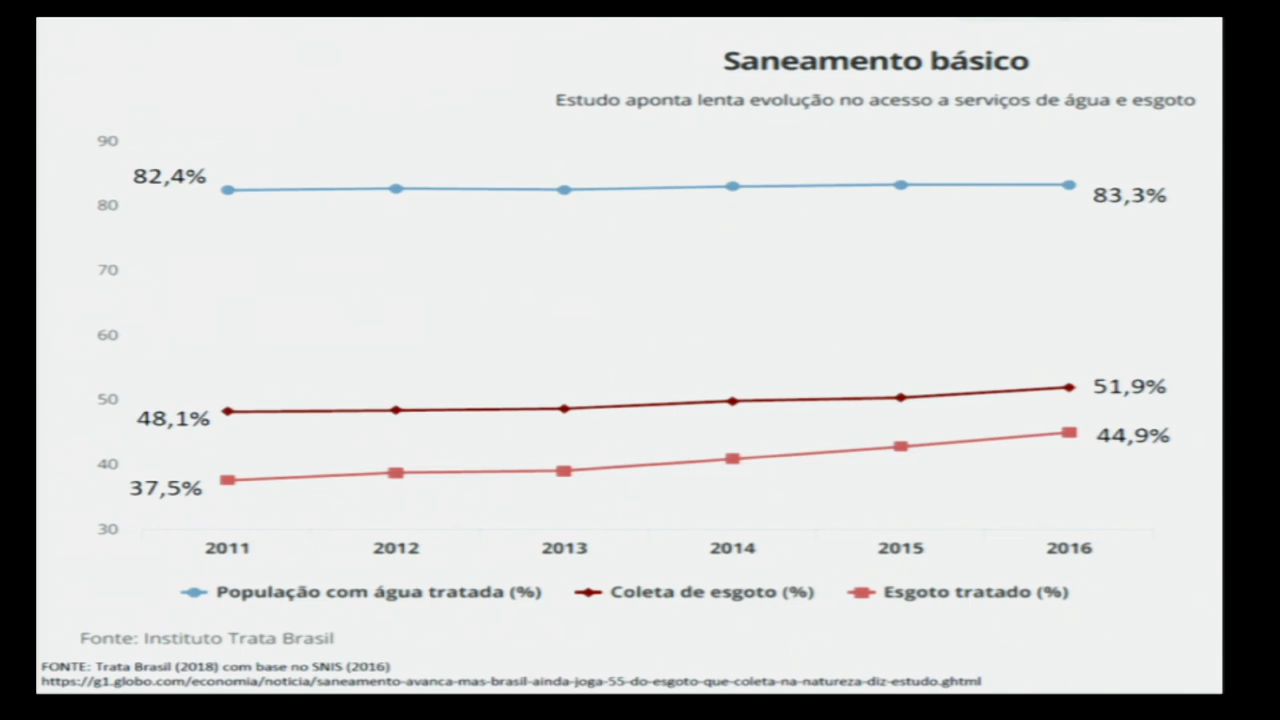 Saneamento básico
Estudo aponta lenta evolução no acesso a serviços de água e esgoto
90
82,4%
80
83,3%
70
60
50
51,9%
48,1%
44,9%
40
37,5%
30
2011 2012 2013 2014 2015 2016
População com água tratada (%) Coleta de esgoto (%) Esgoto tratado (%)
Fonte: Instituto Trata Brasil
FONTE: Trata Brasil (2018) com base no SNIS (2016)
https://g1.globo.com/economia/noticia/saneamento-avanca-mas-brasil-ainda-joga-55-do-esgoto-que-coleta-na-natureza-diz-estudo.ghtml